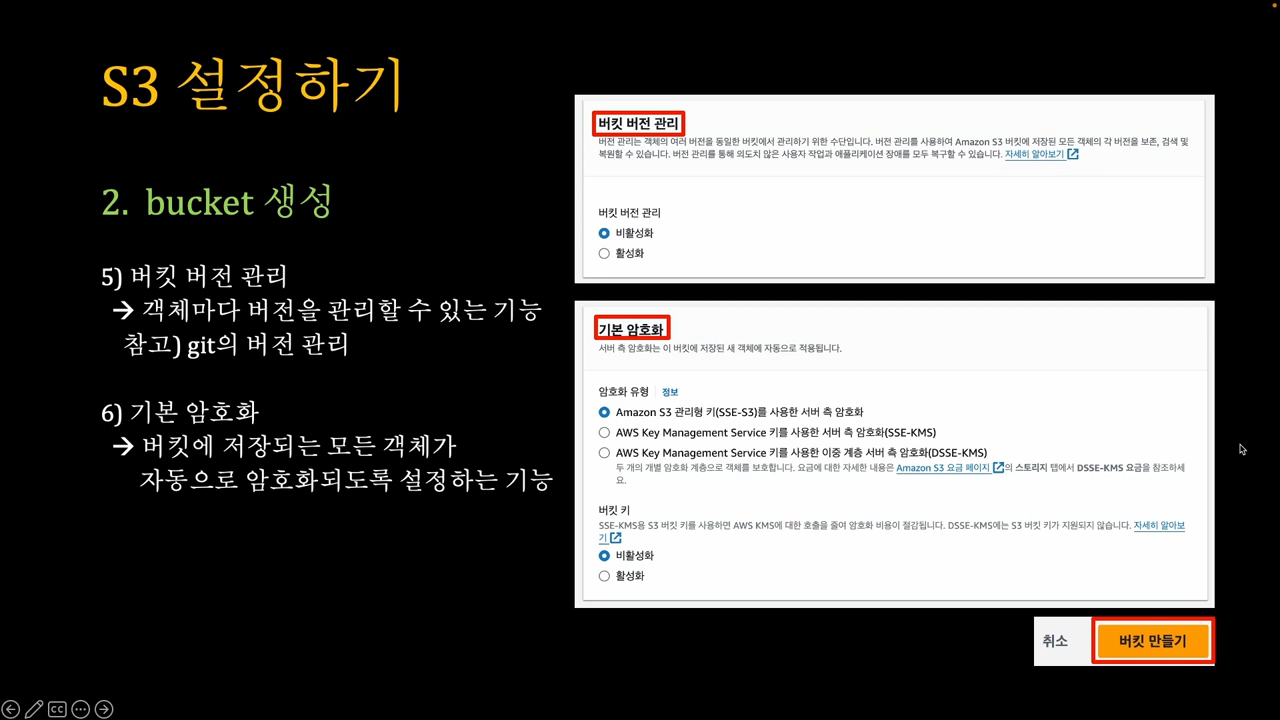 S3 설정하기
2. bucket 생성
5) 버킷 버전 관리
→ 객체마다 버전을 관리할 수 있는 기능
참고) git의 버전 관리
6) 기본 암호화
→ 버킷에 저장되는 모든 객체가
자동으로 암호화되도록 설정하는 기능
버킷 버전 관리
버전 관리는 객체의 여러 버전을 동일한 버킷에서 관리하기 위한 수단입니다. 버전 관리를 사용하여 Amazon S3 버킷에 저장된 모든 객체의 각 버전을 보존, 검색 및
복원할 수 있습니다. 버전 관리를 통해 의도치 않은 사용자 작업과 애플리케이션 장애를 모두 복구할 수 있습니다. 자세히 알아보기
버킷 버전 관리
비활성화
활성화
기본 암호화
서버 측 암호화는 이 버킷에 저장된 새 객체에 자동으로 적용됩니다.
암호화 유형 정보
Amazon S3 관리형 키(SSE-S3)를 사용한 서버 측 암호화
AWS Key Management Service 키를 사용한 서버 측 암호화(SSE-KMS)
AWS Key Management Service 키를 사용한 이중 계층 서버 측 암호화(DSSE-KMS)
두 개의 개별 암호화 계층으로 객체를 보호합니다. 요금에 대한 자세한 내용은 Amazon S3 요금 페이지의 스토리지 탭에서 DSSE-KMS 요금을 참조하세
요.
버킷 키
SSE-KMS용 S3 버킷 키를 사용하면 AWS KMS에 대한 호출을 줄여 암호화 비용이 절감됩니다. DSSE-KMS에는 S3 버킷 키가 지원되지 않습니다. 자세히 알아보
기
비활성화
활성화
취소 버킷 만들기
CC